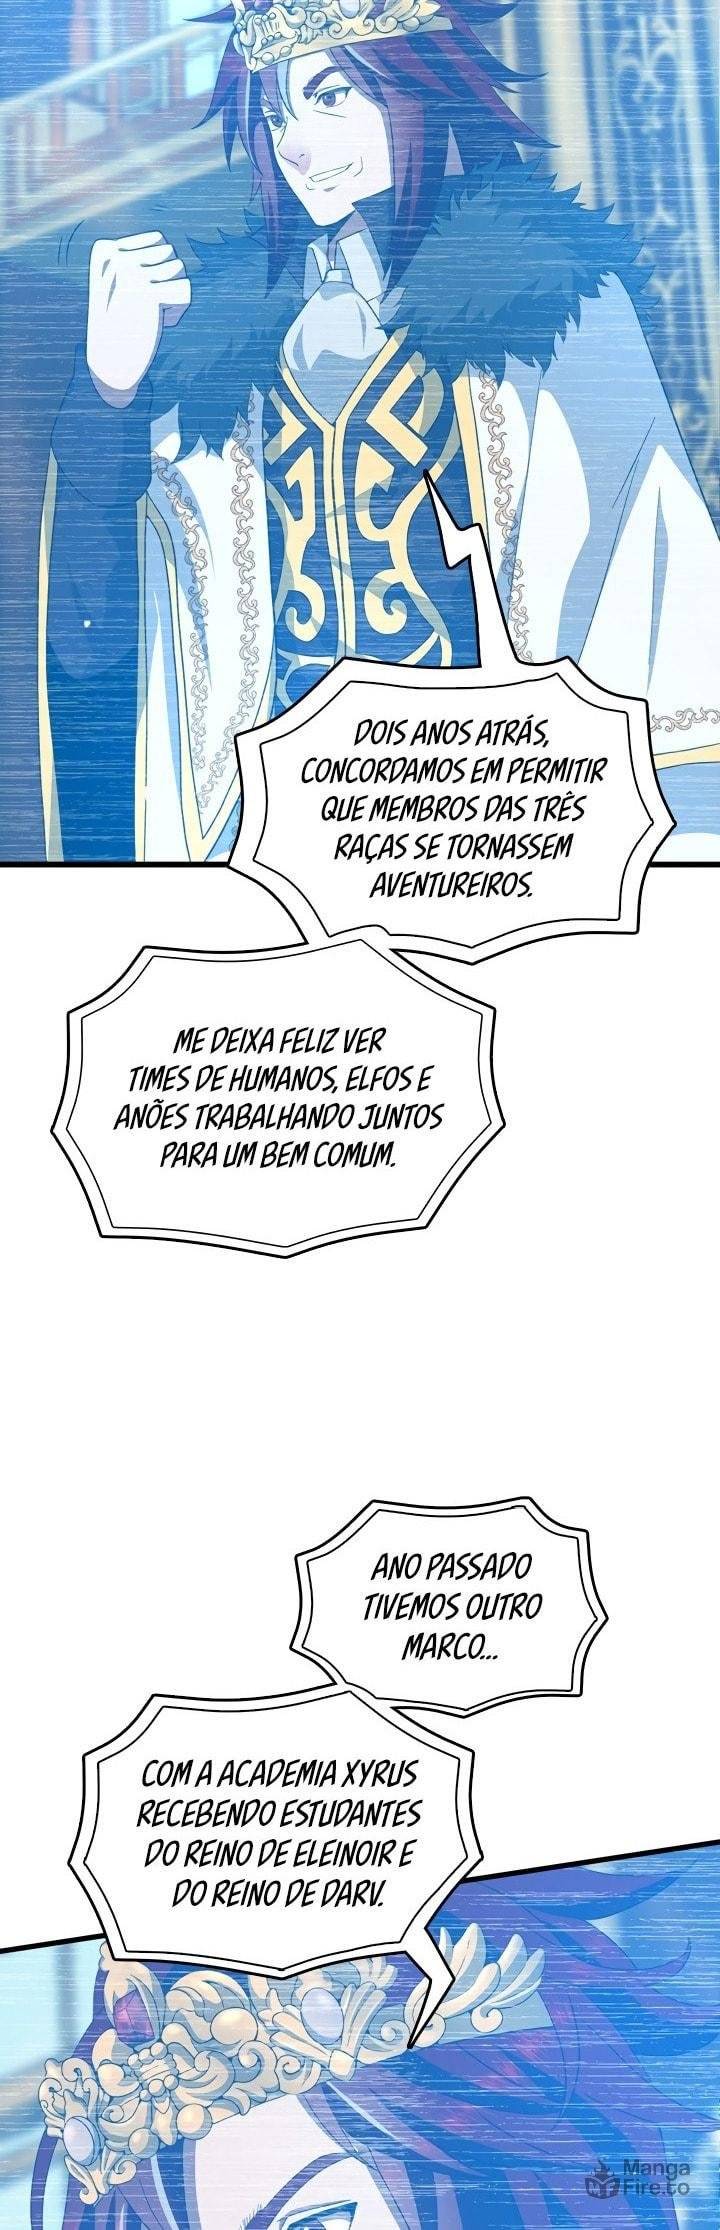 DOIS ANOS ATRÁS,
CONCORDAMOS EM PERMITIR
QUE MEMBROS DAS TRÊS
RAÇAS SE TORNASSEM
AVENTUREIROS.
ME DEIXA FELIZ VER
TIMES DE HUMANOS, ELFOS E
ANÕES TRABALHANDO JUNTOS
PARA UM BEM COMUM.
ANO PASSADO
TIVEMOS OUTRO
MARCO...
COM A ACADEMIA XYRUS
RECEBENDO ESTUDANTES
DO REINO DE ELEINOIR E
DO REINO DE DARV.
Manga
Fire.to